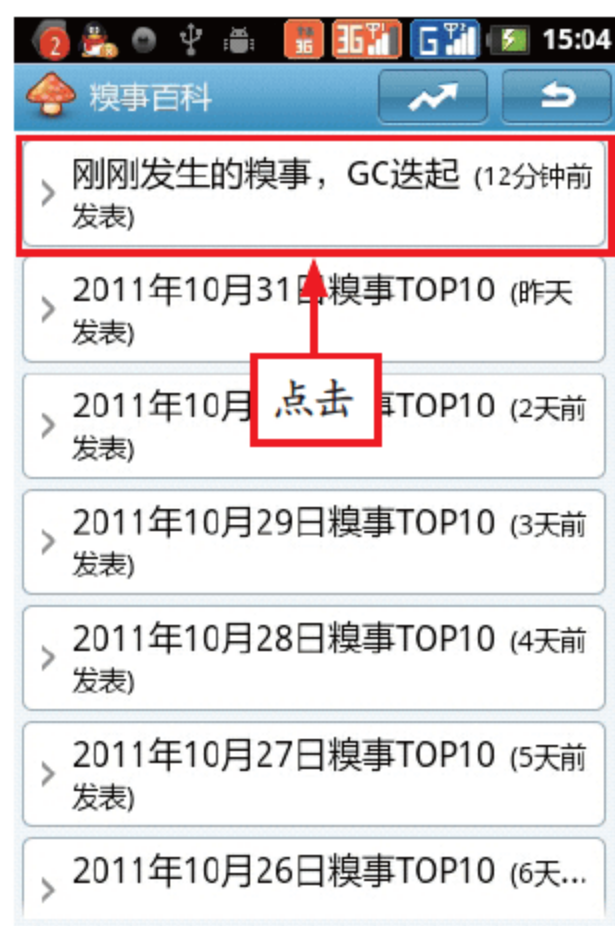 2 3G 3G G 15:04
糗事百科
刚刚发生的糗事，GC迭起 (12分钟前
发表)
2011年10月31日糗事TOP10 (昨天
发表)
点击
2011年10月 事TOP10 (2天前
发表)
2011年10月29日糗事TOP10 (3天前
发表)
2011年10月28日糗事TOP10 (4天前
发表)
2011年10月27日糗事TOP10 (5天前
发表)
2011年10月26日糗事TOP10 (6天...